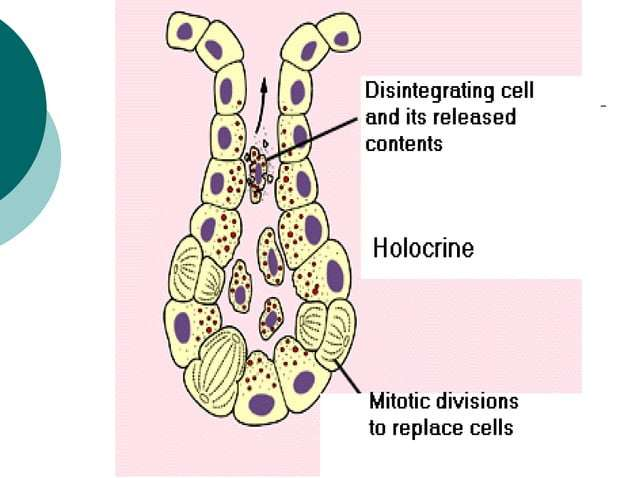 Disintegrating cell
and its released
contents
Holocrine
Mitotic divisions
to replace cells